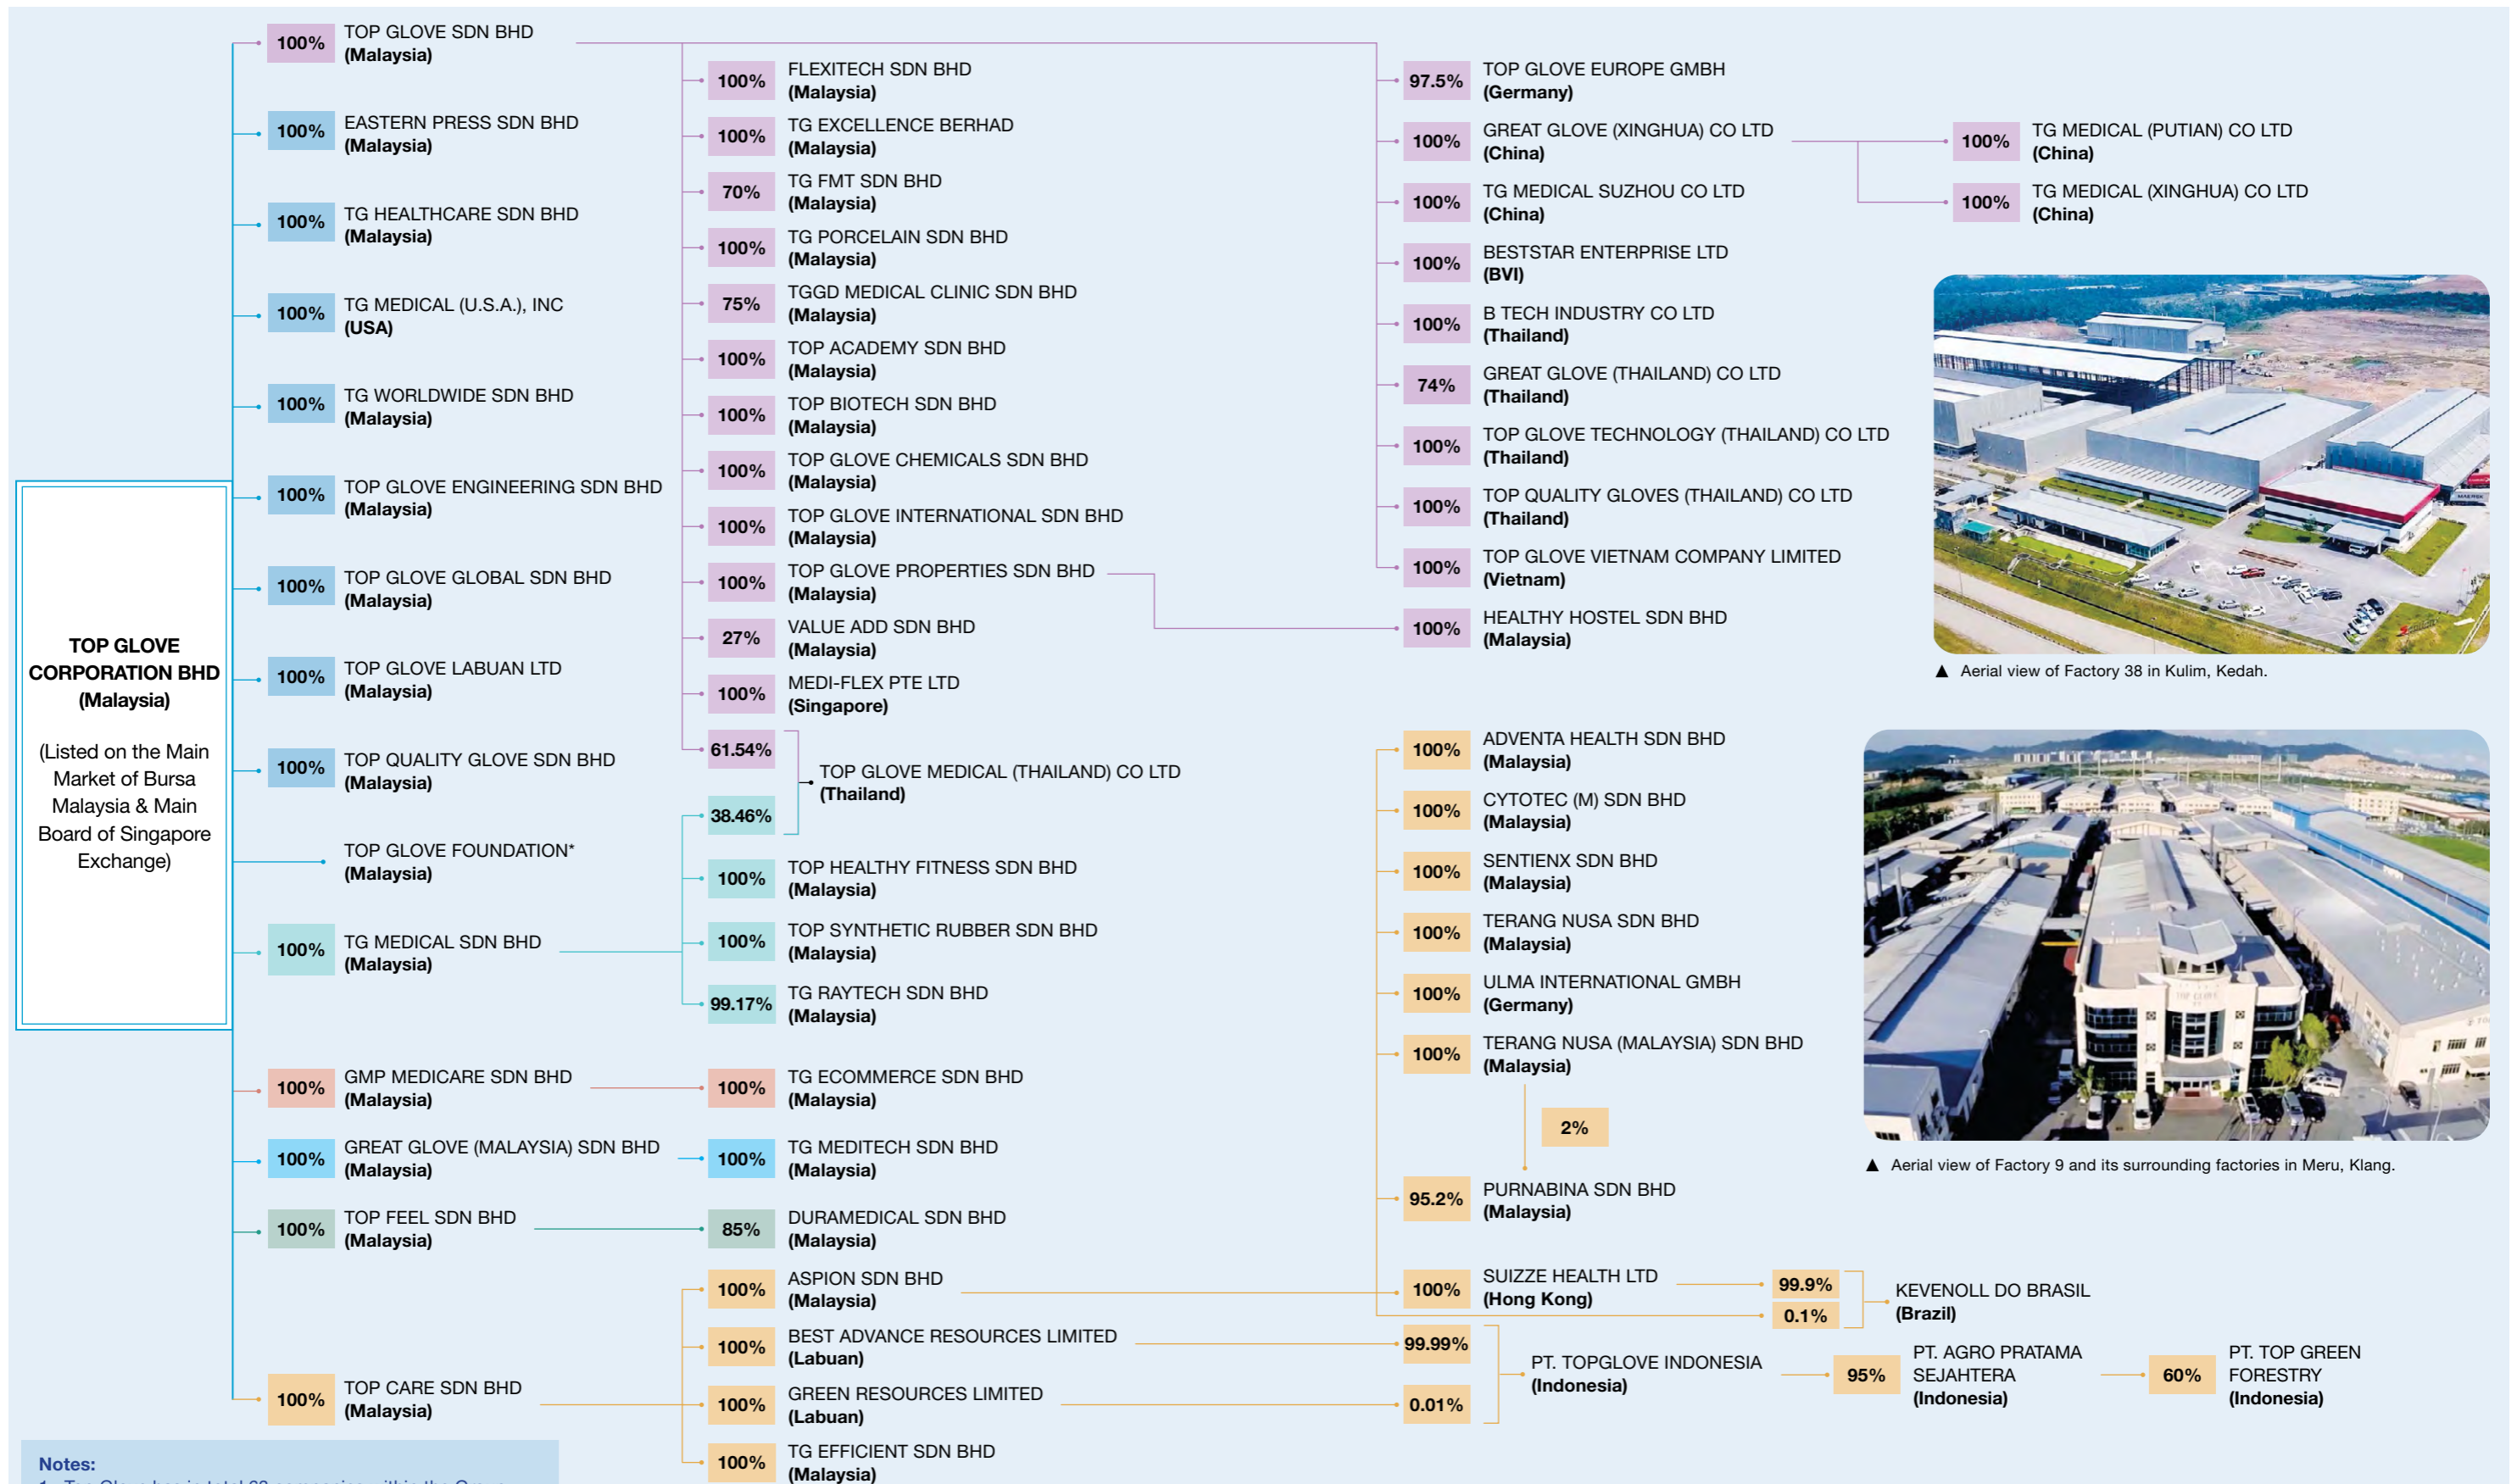 TOP GLOVE
CORPORATION BHD
(Malaysia)
(Listed on the Main
Market of Bursa
Malaysia & Main
Board of Singapore
Exchange)
100%
TOP GLOVE SDN BHD
(Malaysia)
100%
EASTERN PRESS SDN BHD
(Malaysia)
100%
TG HEALTHCARE SDN BHD
(Malaysia)
100%
TG MEDICAL (U.S.A.), INC
(USA)
100%
TG WORLDWIDE SDN BHD
(Malaysia)
100%
TOP GLOVE ENGINEERING SDN BHD
(Malaysia)
100%
TOP GLOVE GLOBAL SDN BHD
(Malaysia)
100%
TOP GLOVE LABUAN LTD
(Malaysia)
100%
TOP QUALITY GLOVE SDN BHD
(Malaysia)
TOP GLOVE FOUNDATION*
(Malaysia)
100%
TG MEDICAL SDN BHD
(Malaysia)
100%
GMP MEDICARE SDN BHD
(Malaysia)
100%
GREAT GLOVE (MALAYSIA) SDN BHD
(Malaysia)
100%
TOP FEEL SDN BHD
(Malaysia)
100%
TOP CARE SDN BHD
(Malaysia)
100%
FLEXITECH SDN BHD
(Malaysia)
100%
TG EXCELLENCE BERHAD
(Malaysia)
70%
TG FMT SDN BHD
(Malaysia)
100%
TG PORCELAIN SDN BHD
(Malaysia)
75%
TGGD MEDICAL CLINIC SDN BHD
(Malaysia)
100%
TOP ACADEMY SDN BHD
(Malaysia)
100%
TOP BIOTECH SDN BHD
(Malaysia)
100%
TOP GLOVE CHEMICALS SDN BHD
(Malaysia)
100%
TOP GLOVE INTERNATIONAL SDN BHD
(Malaysia)
100%
TOP GLOVE PROPERTIES SDN BHD
(Malaysia)
27%
VALUE ADD SDN BHD
(Malaysia)
100%
MEDI-FLEX PTE LTD
(Singapore)
61.54%
38.46%
TOP GLOVE MEDICAL (THAILAND) CO LTD
(Thailand)
100%
TOP HEALTHY FITNESS SDN BHD
(Malaysia)
100%
TOP SYNTHETIC RUBBER SDN BHD
(Malaysia)
99.17%
TG RAYTECH SDN BHD
(Malaysia)
100%
TG ECOMMERCE SDN BHD
(Malaysia)
100%
TG MEDITECH SDN BHD
(Malaysia)
85%
DURAMEDICAL SDN BHD
(Malaysia)
100%
ASPION SDN BHD
(Malaysia)
100%
BEST ADVANCE RESOURCES LIMITED
(Labuan)
100%
GREEN RESOURCES LIMITED
(Labuan)
100%
TG EFFICIENT SDN BHD
(Malaysia)
97.5%
TOP GLOVE EUROPE GMBH
(Germany)
100%
GREAT GLOVE (XINGHUA) CO LTD
(China)
100%
TG MEDICAL SUZHOU CO LTD
(China)
100%
BESTSTAR ENTERPRISE LTD
(BVI)
100%
B TECH INDUSTRY CO LTD
(Thailand)
74%
GREAT GLOVE (THAILAND) CO LTD
(Thailand)
100%
TOP GLOVE TECHNOLOGY (THAILAND) CO LTD
(Thailand)
100%
TOP QUALITY GLOVES (THAILAND) CO LTD
(Thailand)
100%
TOP GLOVE VIETNAM COMPANY LIMITED
(Vietnam)
100%
HEALTHY HOSTEL SDN BHD
(Malaysia)
100%
ADVENTA HEALTH SDN BHD
(Malaysia)
100%
CYTOTEC (M) SDN BHD
(Malaysia)
100%
SENTIENX SDN BHD
(Malaysia)
100%
TERANG NUSA SDN BHD
(Malaysia)
100%
ULMA INTERNATIONAL GMBH
(Germany)
100%
TERANG NUSA (MALAYSIA) SDN BHD
(Malaysia)
2%
95.2%
PURNABINA SDN BHD
(Malaysia)
100%
SUIZZE HEALTH LTD
(Hong Kong)
99.9%
0.1%
KEVENOLL DO BRASIL
(Brazil)
99.99%
0.01%
PT. TOPGLOVE INDONESIA
(Indonesia)
95%
PT. AGRO PRATAMA
SEJAHTERA
(Indonesia)
60%
PT. TOP GREEN
FORESTRY
(Indonesia)
100%
TG MEDICAL (PUTIAN) CO LTD
(China)
100%
TG MEDICAL (XINGHUA) CO LTD
(China)
▲ Aerial view of Factory 38 in Kulim, Kedah.
TOP GLOVE
▲ Aerial view of Factory 9 and its surrounding factories in Meru, Klang.
Notes: